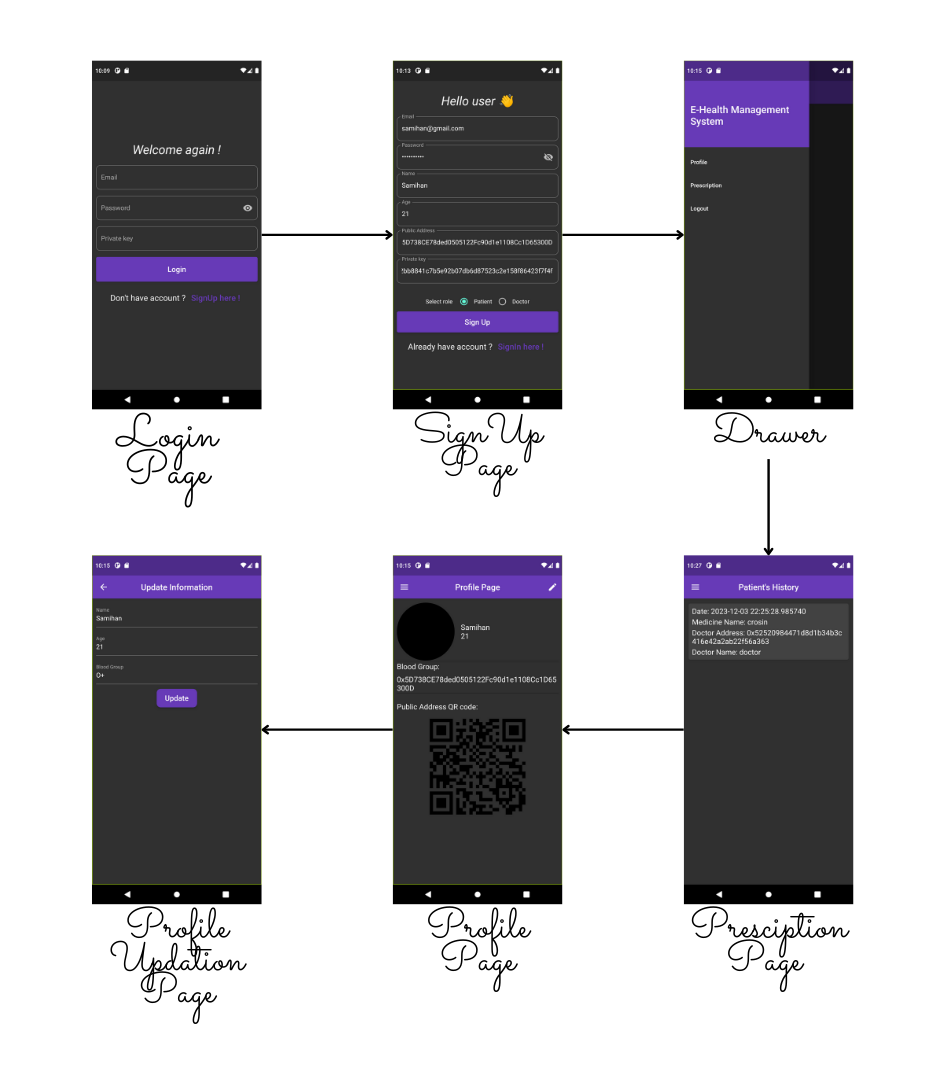 10:09
Welcome again !
Email
Password
Private key
Login
Don't have account ? SignUp here !
Login
Page
10:13
Hello user 👋
Email
samihan@gmail.com
Password
··········
Name
Samihan
Age
21
Public Address
5D738CE78ded0505122Fc90d1e1108Cc1D65300D
Private key
Select role Patient Doctor
Sign Up
Already have account ? SignIn here !
Sign Up
Page
10:15
E-Health Management
System
Profile
Prescription
Logout
Drawer
10:15
Update Information
Name
Samihan
Age
21
Blood Group
O+
Update
Profile
Updation
Page
10:15
Profile Page
Samihan
21
Blood Group:
0x5D738CE78ded0505122Fc90d1e1108Cc1D65
300D
Public Address QR code:
Profile
Page
10:27
Patient's History
Date: 2023-12-03 22:25:28.985740
Medicine Name: crosin
Doctor Address: 0x52520984471d8d1b34b3c
416e42a2ab22f56a363
Doctor Name: doctor
Presciption
Page